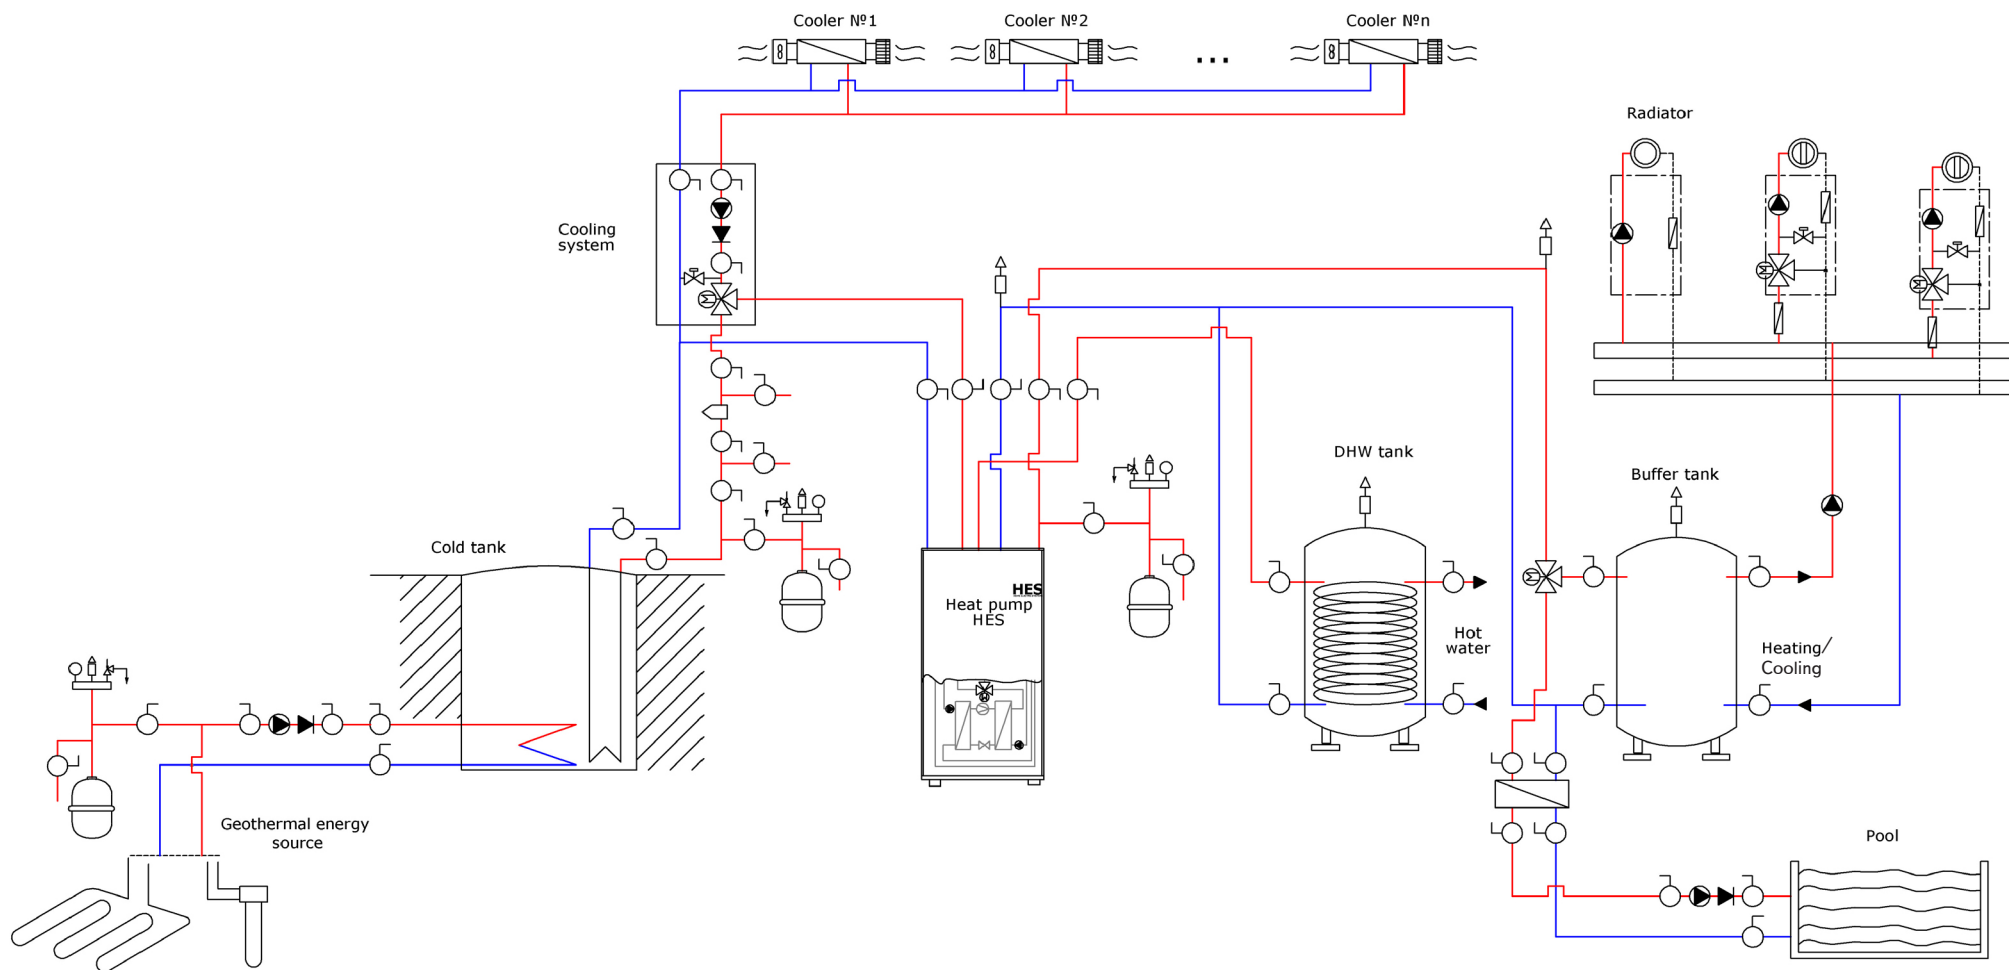 Cooler №1
Cooler №2
Cooler №n
...
Radiator
Cooling
system
DHW tank
Buffer tank
Cold tank
HES
Heat pump
HES
Hot
water
Heating/
Cooling
Geothermal energy
source
Pool